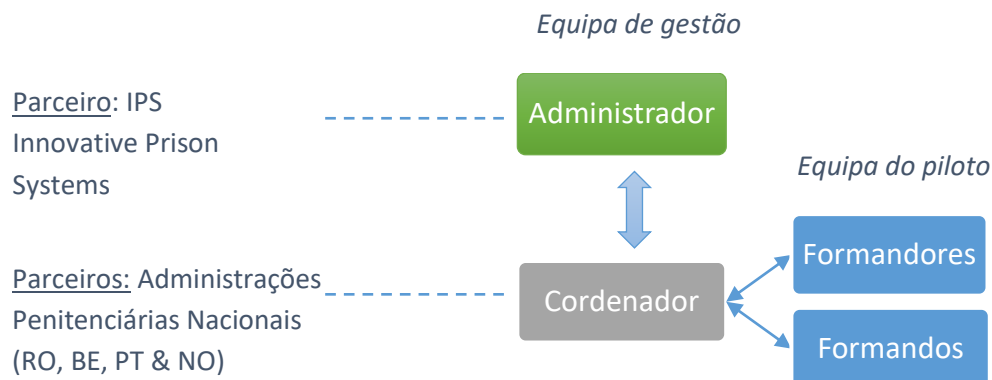 Equipa de gestão
Parceiro: IPS
Innovative Prison
Systems
Administrador
Equipa do piloto
Formandores
Parceiros: Administrações
Penitenciárias Nacionais
(RO, BE, PT & NO)
Cordenador
Formandos